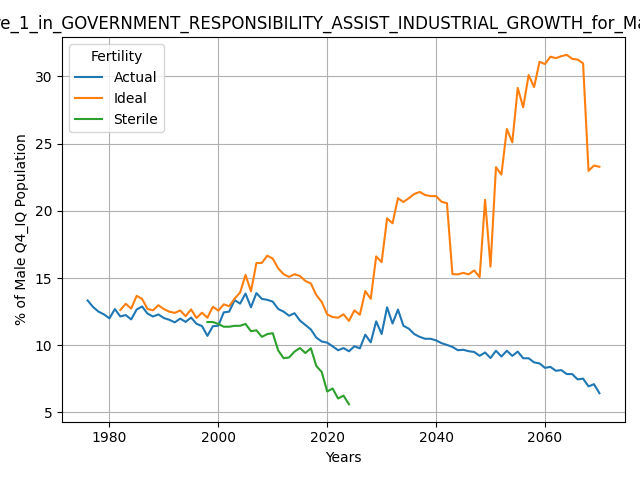 re_1_in_GOVERNMENT_RESPONSIBILITY_ASSIST_INDUSTRIAL_GROWTH_for_Ma
Fertility
Actual
Ideal
Sterile
% of Male Q4_IQ Population
30
25
20
15
10
5
1980 2000 2020 2040 2060
Years